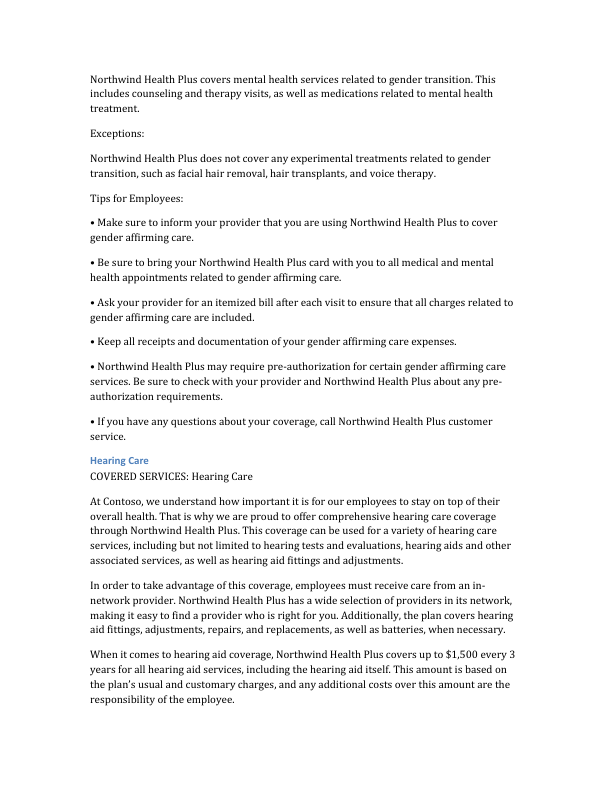 Northwind Health Plus covers mental health services related to gender transition. This
includes counseling and therapy visits, as well as medications related to mental health
treatment.
Exceptions:
Northwind Health Plus does not cover any experimental treatments related to gender
transition, such as facial hair removal, hair transplants, and voice therapy.
Tips for Employees:
• Make sure to inform your provider that you are using Northwind Health Plus to cover
gender affirming care.
• Be sure to bring your Northwind Health Plus card with you to all medical and mental
health appointments related to gender affirming care.
• Ask your provider for an itemized bill after each visit to ensure that all charges related to
gender affirming care are included.
• Keep all receipts and documentation of your gender affirming care expenses.
• Northwind Health Plus may require pre-authorization for certain gender affirming care
services. Be sure to check with your provider and Northwind Health Plus about any pre-
authorization requirements.
• If you have any questions about your coverage, call Northwind Health Plus customer
service.
Hearing Care
COVERED SERVICES: Hearing Care
At Contoso, we understand how important it is for our employees to stay on top of their
overall health. That is why we are proud to offer comprehensive hearing care coverage
through Northwind Health Plus. This coverage can be used for a variety of hearing care
services, including but not limited to hearing tests and evaluations, hearing aids and other
associated services, as well as hearing aid fittings and adjustments.
In order to take advantage of this coverage, employees must receive care from an in-
network provider. Northwind Health Plus has a wide selection of providers in its network,
making it easy to find a provider who is right for you. Additionally, the plan covers hearing
aid fittings, adjustments, repairs, and replacements, as well as batteries, when necessary.
When it comes to hearing aid coverage, Northwind Health Plus covers up to $1,500 every 3
years for all hearing aid services, including the hearing aid itself. This amount is based on
the plan's usual and customary charges, and any additional costs over this amount are the
responsibility of the employee.